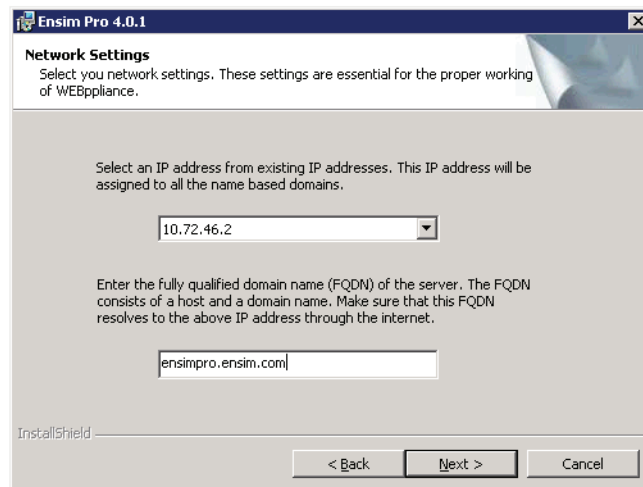 Ensim Pro 4.0.1
Network Settings
Select you network settings. These settings are essential for the proper working
of WEBppliance.
Select an IP address from existing IP addresses. This IP address will be
assigned to all the name based domains.
10.72.46.2
Enter the fully qualified domain name (FQDN) of the server. The FQDN
consists of a host and a domain name. Make sure that this FQDN
resolves to the above IP address through the internet.
ensimpro.ensim.com
InstallShield
< Back Next > Cancel